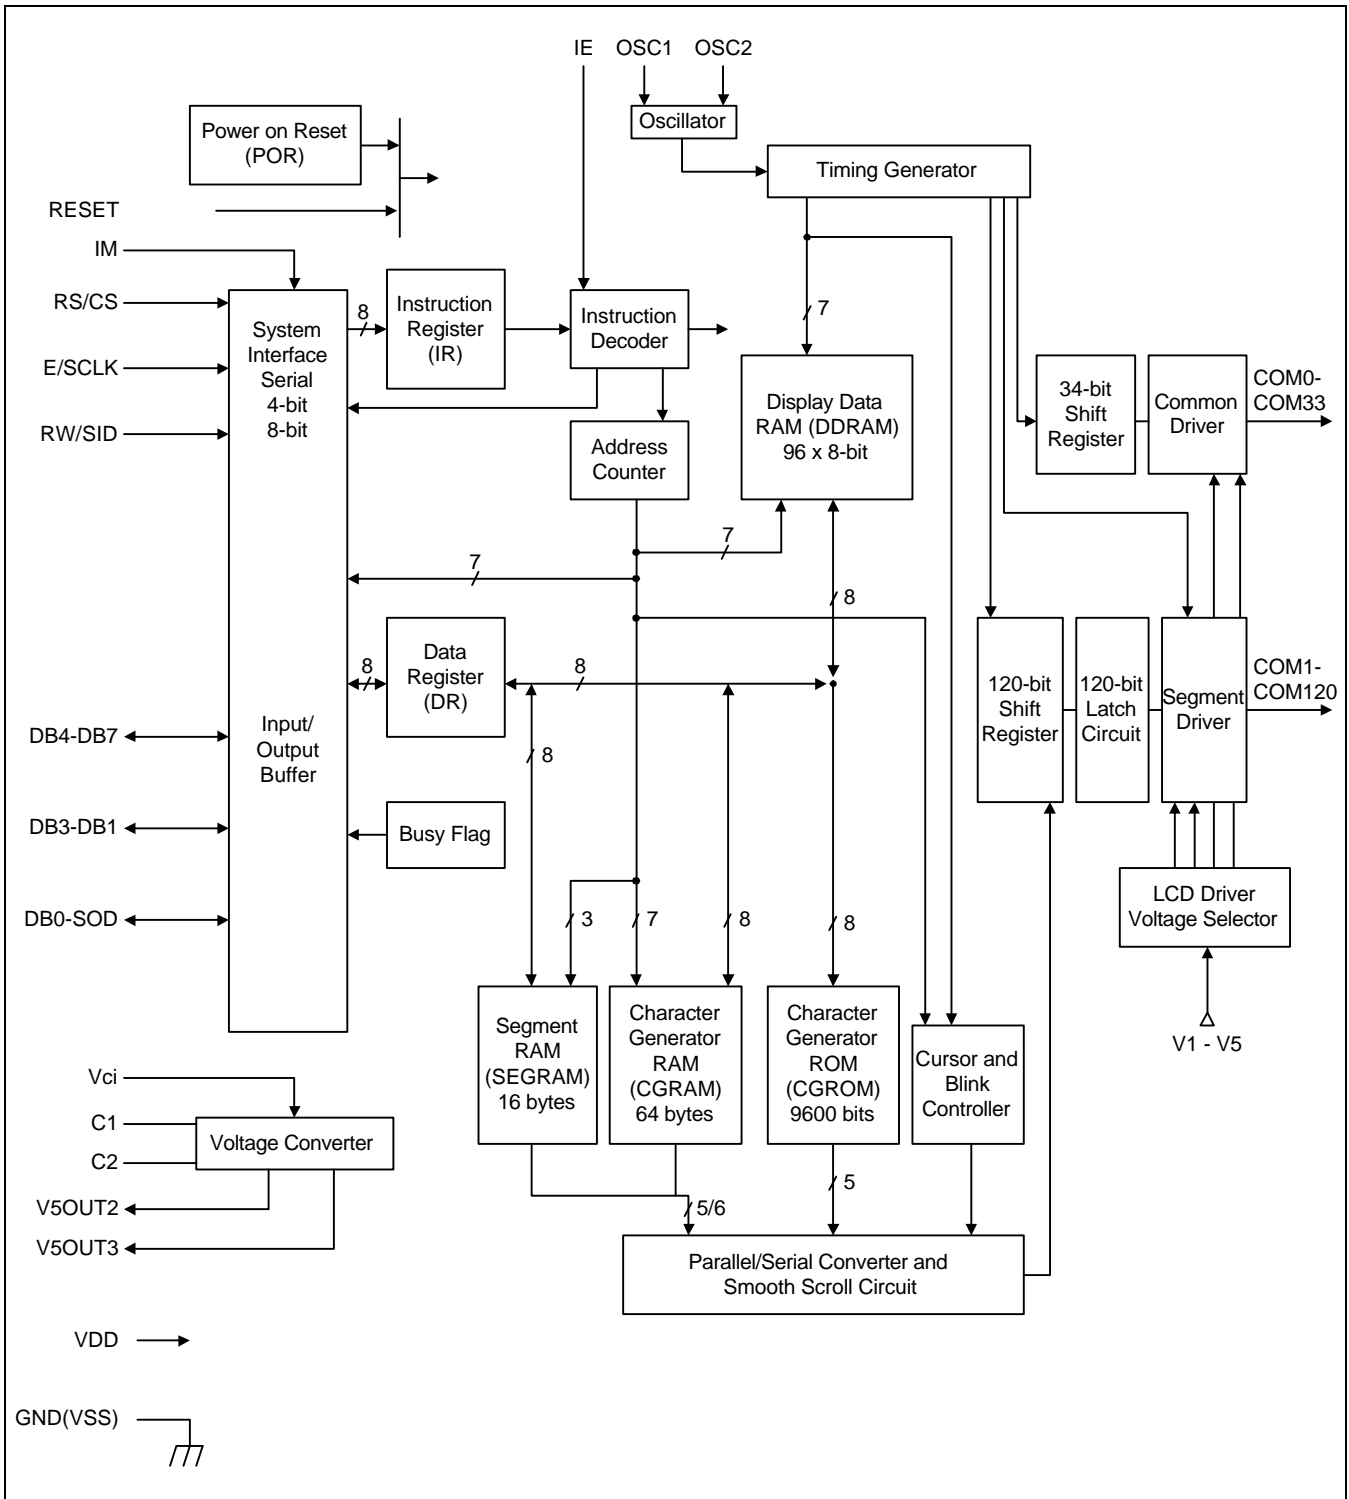 IE OSC1 OSC2
Power on Reset
(POR)
Oscillator
Timing Generator
RESET
IM
RS/CS
E/SCLK
RW/SID
System
Interface
Serial
4-bit
8-bit
8
Instruction
Register
(IR)
Instruction
Decoder
7
Display Data
RAM (DDRAM)
96 x 8-bit
34-bit
Shift
Register
Common
Driver
COM0-
COM33
Address
Counter
7
7
8
8
Data
Register
(DR)
8
8
120-bit
Shift
Register
120-bit
Latch
Circuit
Segment
Driver
COM1-
COM120
DB4-DB7
Input/
Output
Buffer
DB3-DB1
Busy Flag
DB0-SOD
3
7
8
8
LCD Driver
Voltage Selector
V1 - V5
Segment
RAM
(SEGRAM)
16 bytes
Character
Generator
RAM
(CGRAM)
64 bytes
Character
Generator
ROM
(CGROM)
9600 bits
Cursor and
Blink
Controller
Vci
C1
C2
Voltage Converter
V5OUT2
V5OUT3
5/6
5
Parallel/Serial Converter and
Smooth Scroll Circuit
VDD
GND(VSS)